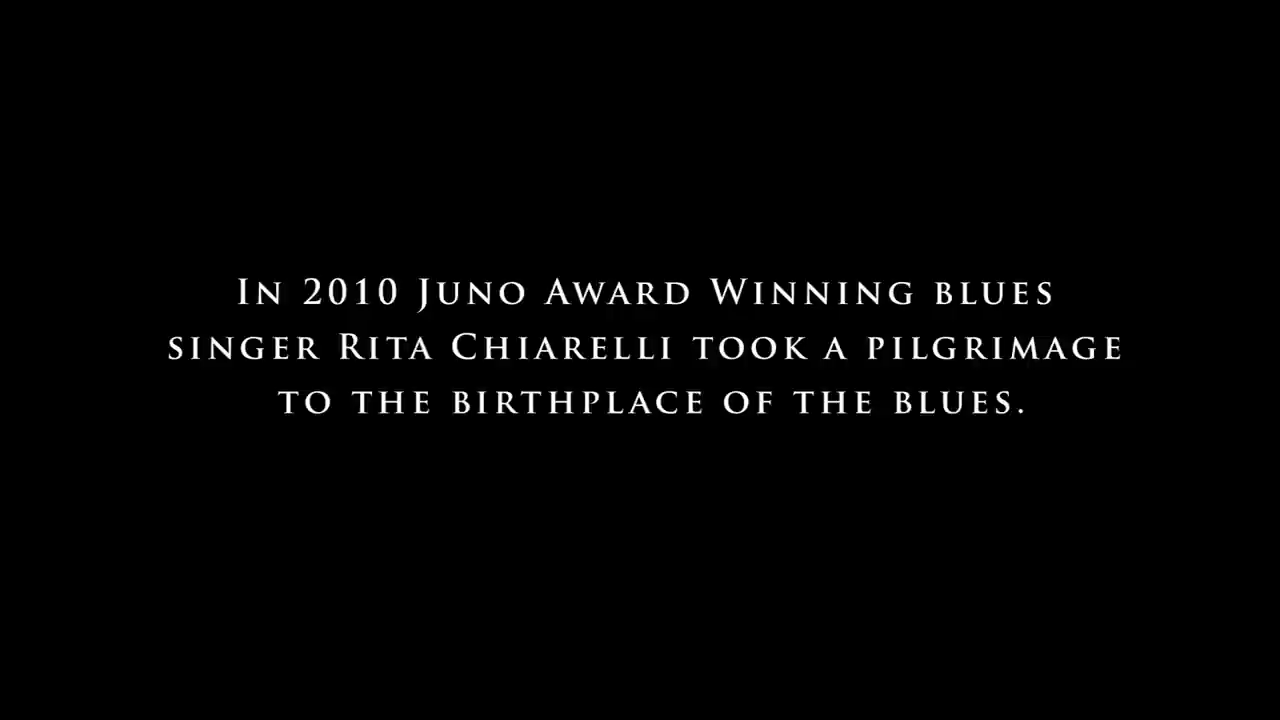 In 2010 Juno Award Winning blues
singer Rita Chiarelli took a pilgrimage
to the birthplace of the blues.